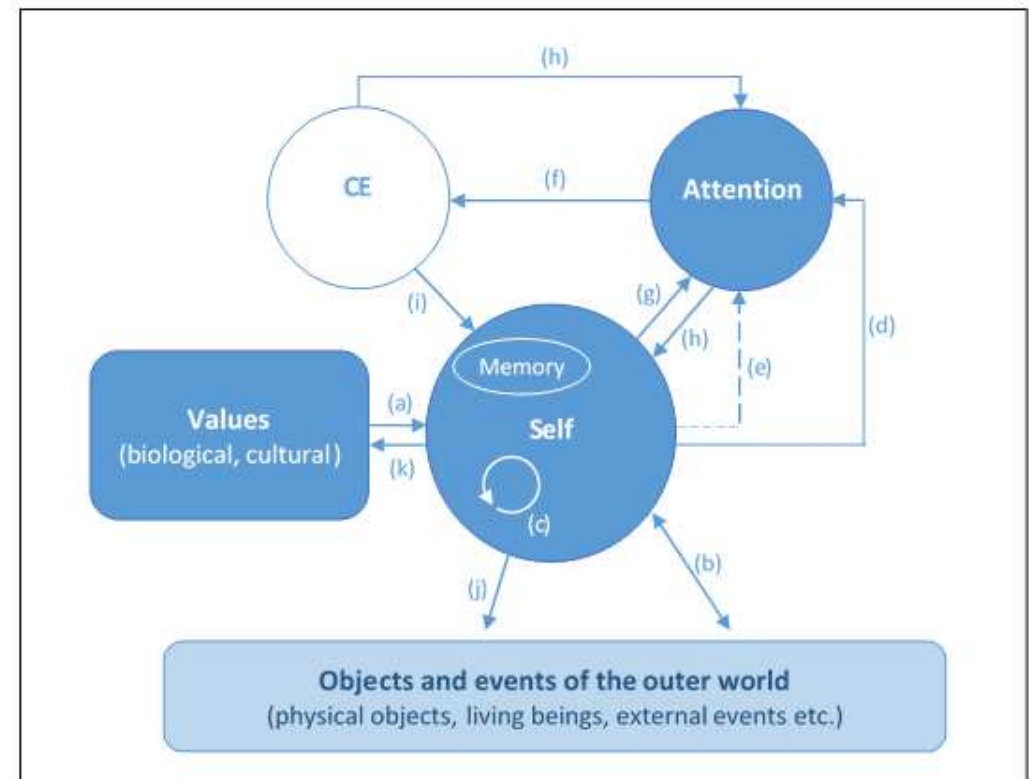 (h)
CE
(f)
Attention
(i)
(g)
(h)
(d)
(e)
Memory
Values
(biological, cultural)
(a)
(k)
Self
(c)
(j)
(b)
Objects and events of the outer world
(physical objects, living beings, external events etc.)